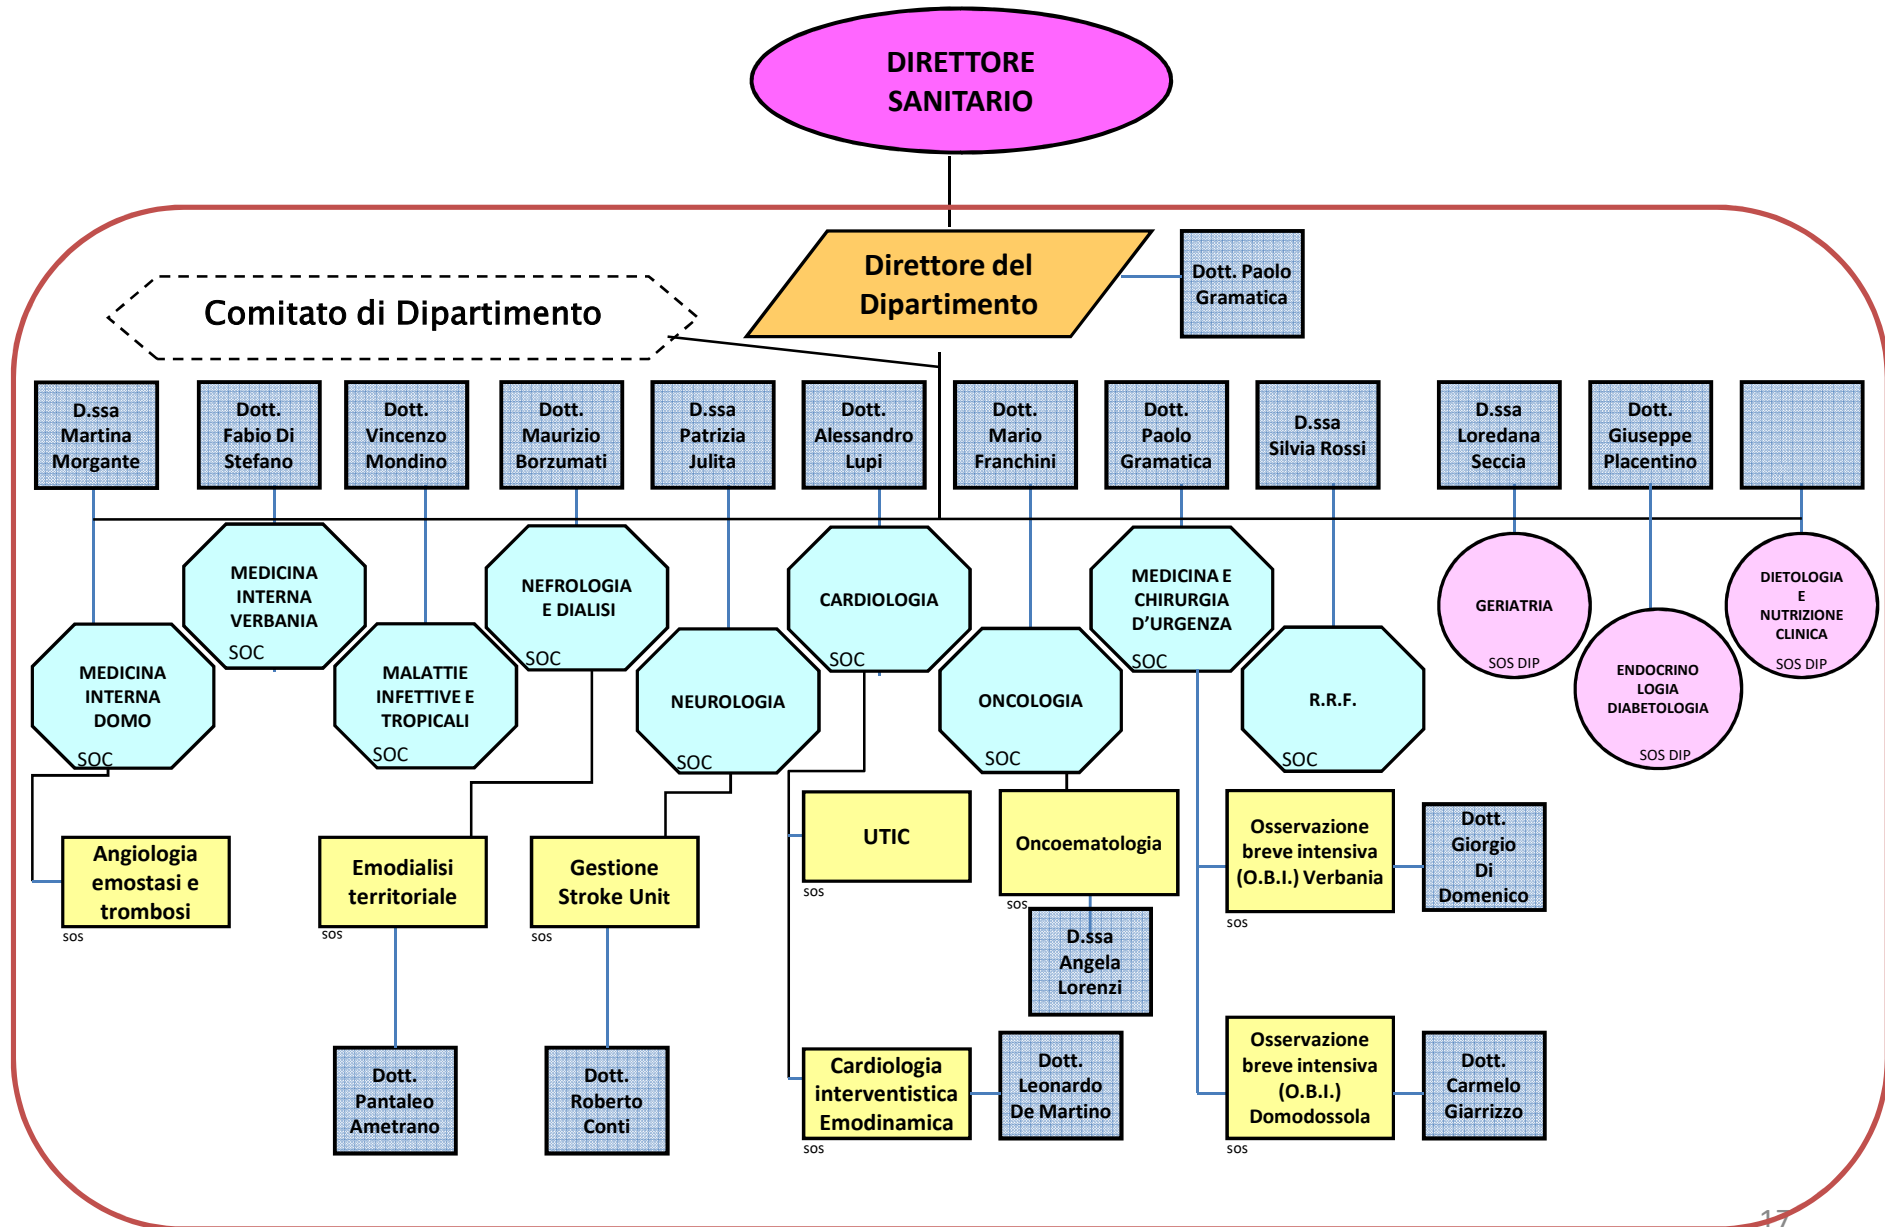 DIRETTORE
SANITARIO
Direttore del
Dipartimento
Dott. Paolo
Gramatica
Comitato di Dipartimento
D.ssa
Martina
Morgante
Dott.
Fabio Di
Stefano
Dott.
Vincenzo
Mondino
Dott.
Maurizio
Borzumati
D.ssa
Patrizia
Julita
Dott.
Alessandro
Lupi
Dott.
Mario
Franchini
Dott.
Paolo
Gramatica
D.ssa
Silvia Rossi
D.ssa
Loredana
Seccia
Dott.
Giuseppe
Placentino
MEDICINA
INTERNA
VERBANIA
SOC
NEFROLOGIA
E DIALISI
SOC
CARDIOLOGIA
SOC
MEDICINA E
CHIRURGIA
D'URGENZA
SOC
GERIATRIA
SOS DIP
DIETOLOGIA
E
NUTRIZIONE
CLINICA
SOS DIP
MEDICINA
INTERNA
DOMO
SOC
MALATTIE
INFETTIVE E
TROPICALI
SOC
NEUROLOGIA
SOC
ONCOLOGIA
SOC
R.R.F.
SOC
ENDOCRINO
LOGIA
DIABETOLOGIA
SOS DIP
Angiologia
emostasi e
trombosi
sos
Emodialisi
territoriale
sos
Gestione
Stroke Unit
sos
UTIC
sos
Oncoematologia
sos
Osservazione
breve intensiva
(O.B.I.) Verbania
sos
Dott.
Giorgio
Di
Domenico
D.ssa
Angela
Lorenzi
Dott.
Pantaleo
Ametrano
Dott.
Roberto
Conti
Cardiologia
interventistica
Emodinamica
sos
Dott.
Leonardo
De Martino
Osservazione
breve intensiva
(O.B.I.)
Domodossola
sos
Dott.
Carmelo
Giarrizzo
17